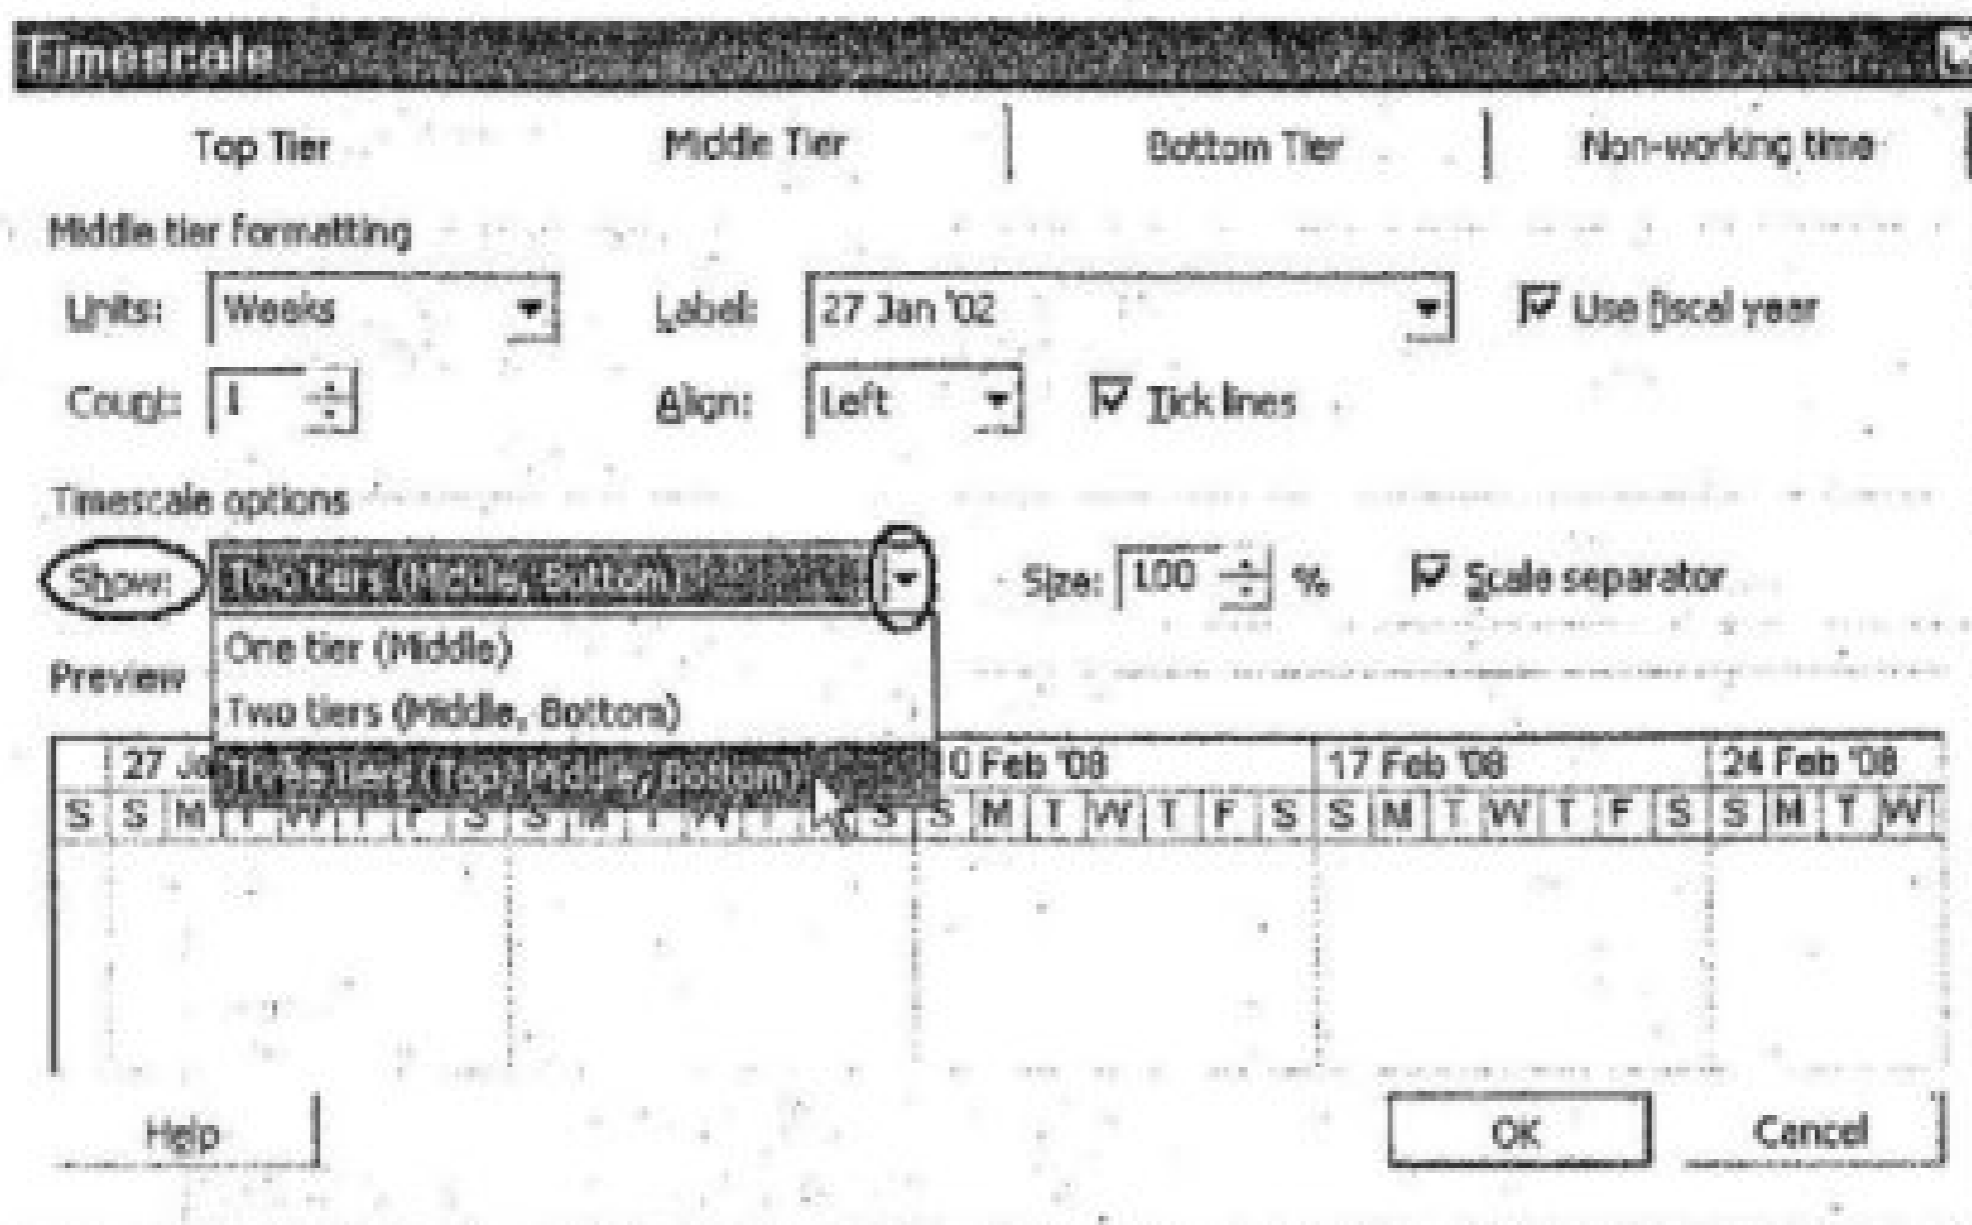 Timescale
Top Tier Middle Tier Bottom Tier Non-working time
Middle tier formatting
Units: Weeks Label: 27 Jan '02 Use fiscal year
Count: 1 Align: Left Tick lines
Timescale options
Show: Two tiers (Middle, Bottom) Size: 100 % Scale separator
One tier (Middle)
Preview
Two tiers (Middle, Bottom)
27 Three tiers (Top, Middle, Bottom) 0 Feb '08 17 Feb '08 24 Feb '08
S S M T W T F S S M T W T S S M T W T F S S M T W T F S S M T W
Help OK Cancel